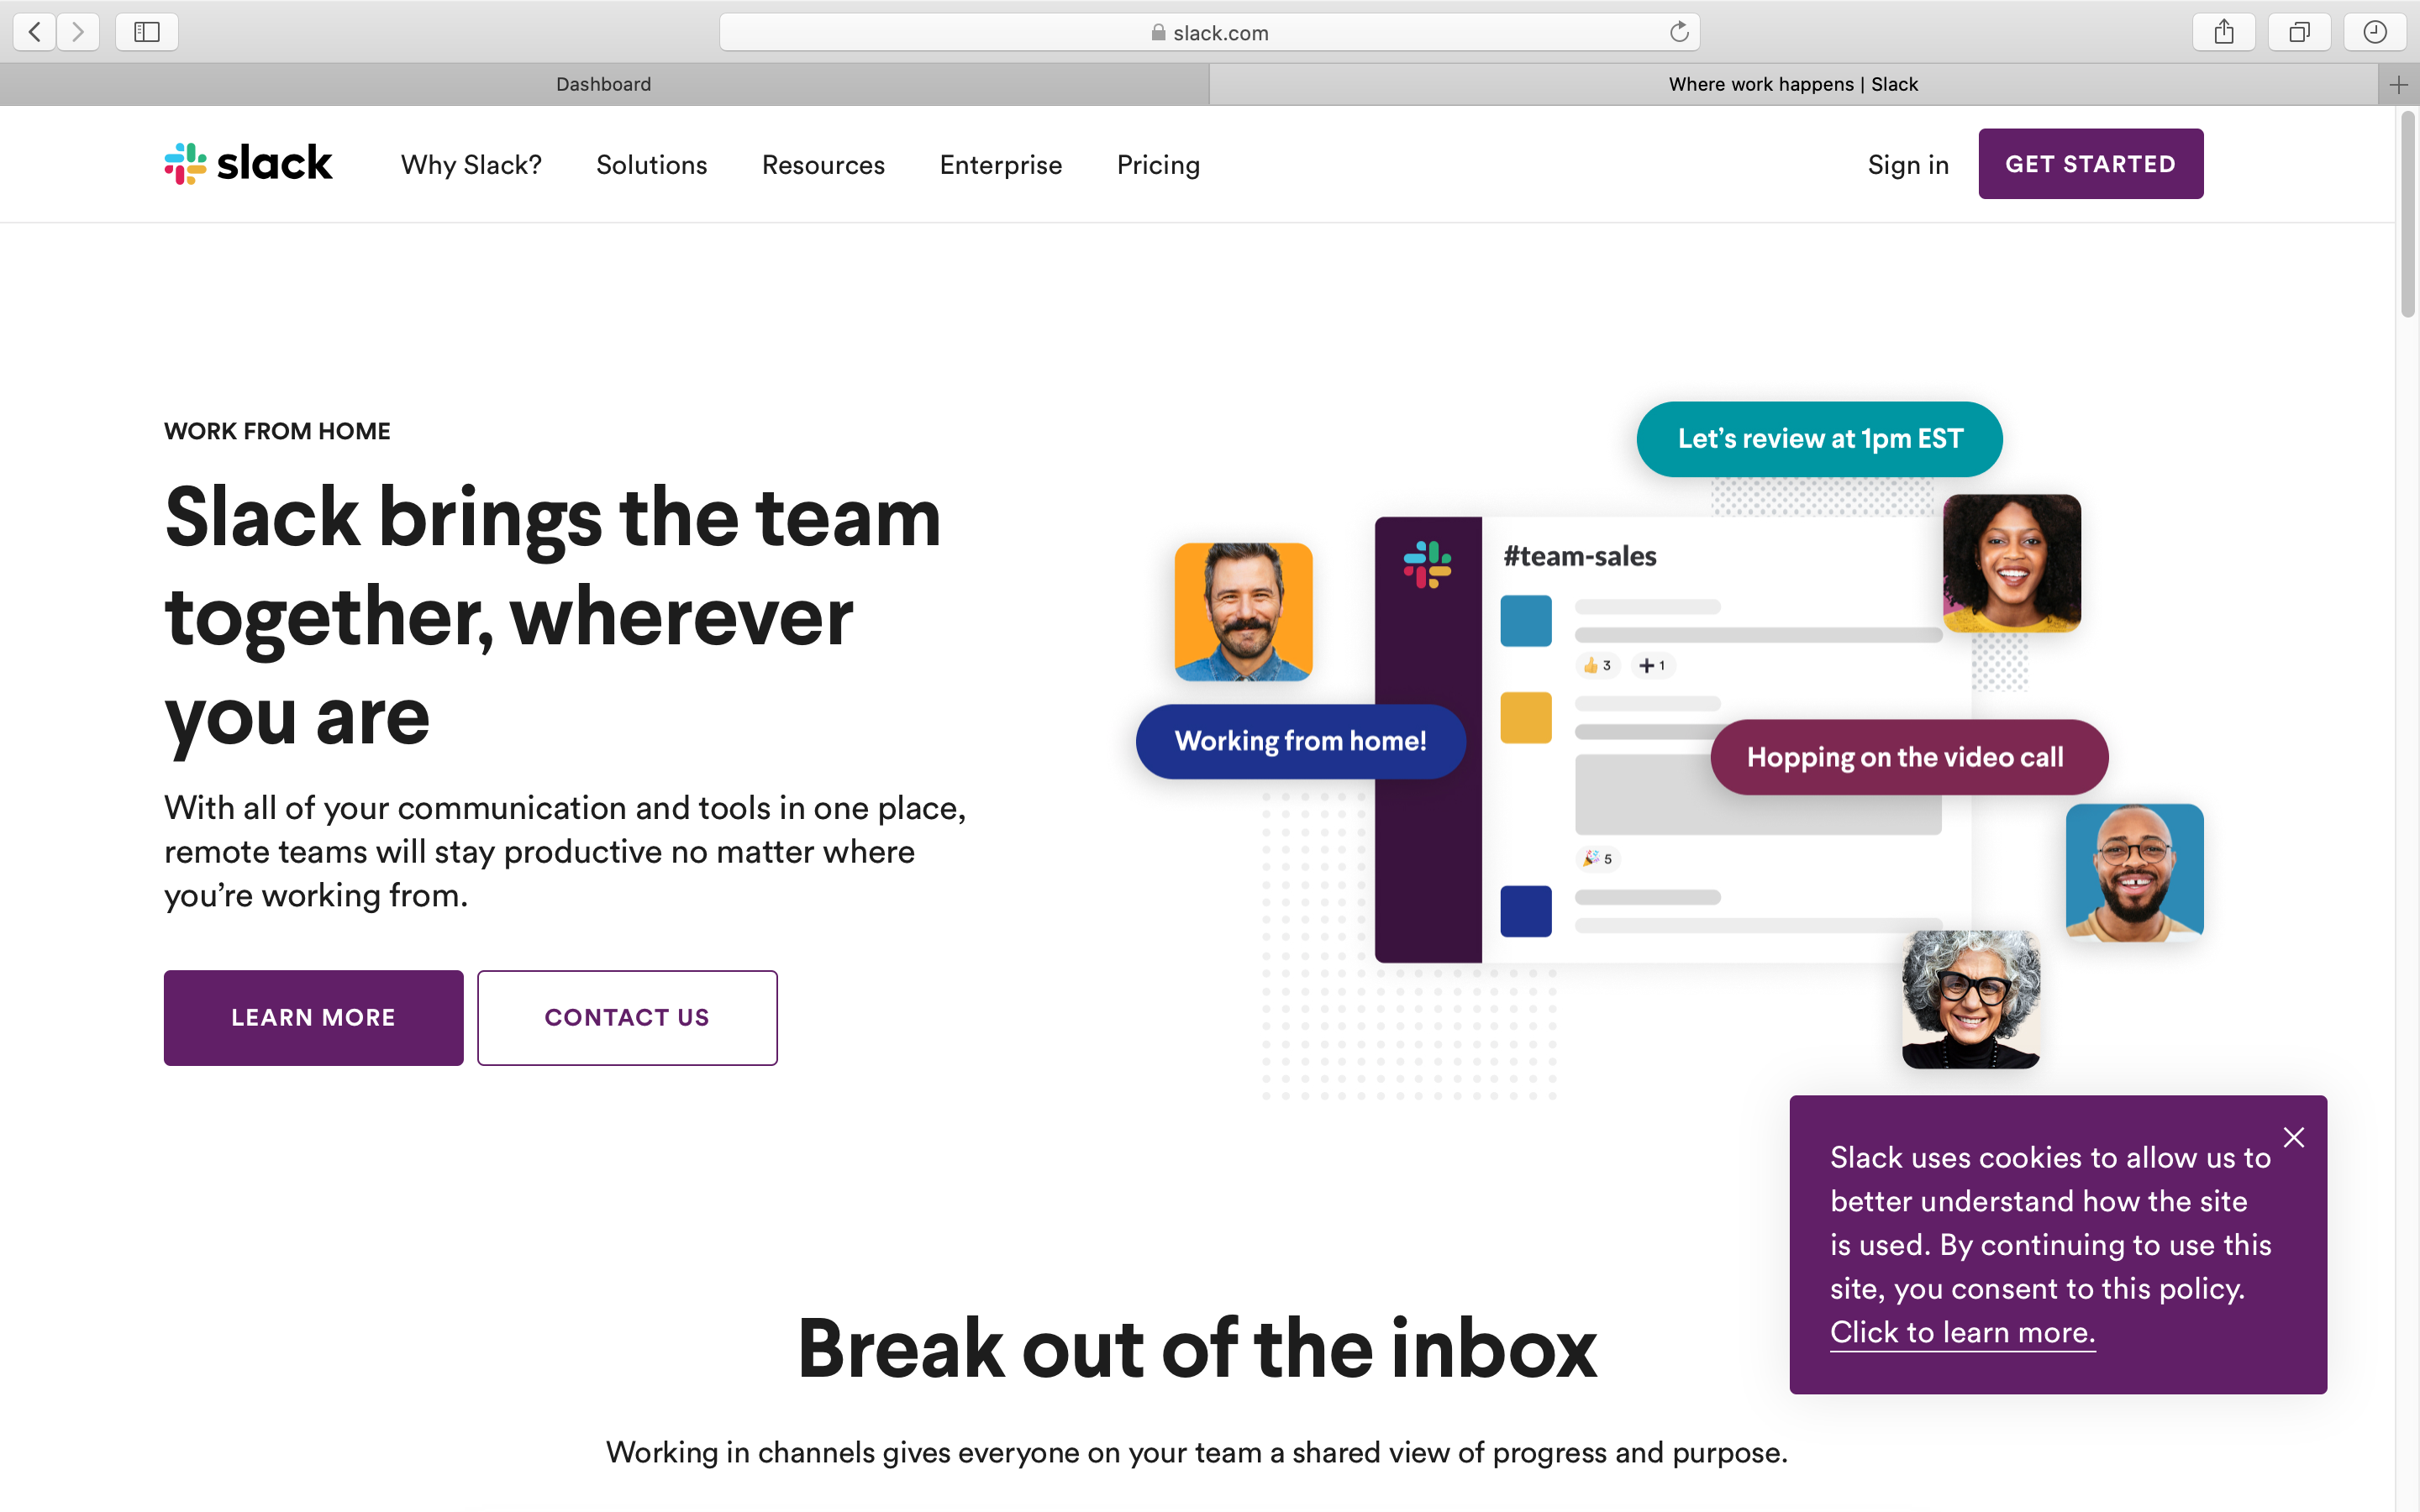 slack.com
Dashboard
Where work happens | Slack
slack
Why Slack?
Solutions
Resources
Enterprise
Pricing
Sign in
GET STARTED
WORK FROM HOME
Slack brings the team
together, wherever
you are
With all of your communication and tools in one place,
remote teams will stay productive no matter where
you’re working from.
LEARN MORE
CONTACT US
Let’s review at 1pm EST
#team-sales
3
1
Working from home!
Hopping on the video call
5
Slack uses cookies to allow us to
better understand how the site
is used. By continuing to use this
site, you consent to this policy.
Click to learn more.
Break out of the inbox
Working in channels gives everyone on your team a shared view of progress and purpose.